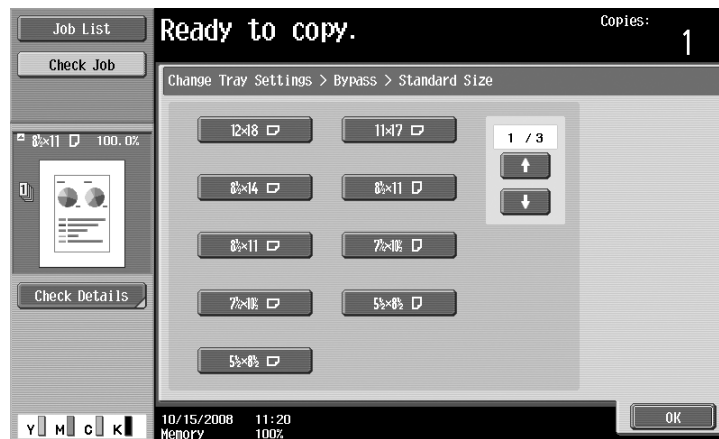 Job List
Ready to copy.
Copies:
1
Check Job
Change Tray Settings > Bypass > Standard Size
8½×11 100.0%
12×18
11×17
1 / 3
8½×14
8½×11
8½×11
7¼×10½
Check Details
7¼×10½
5½×8½
5½×8½
OK
10/15/2008 11:20
Memory 100%
Y M C K